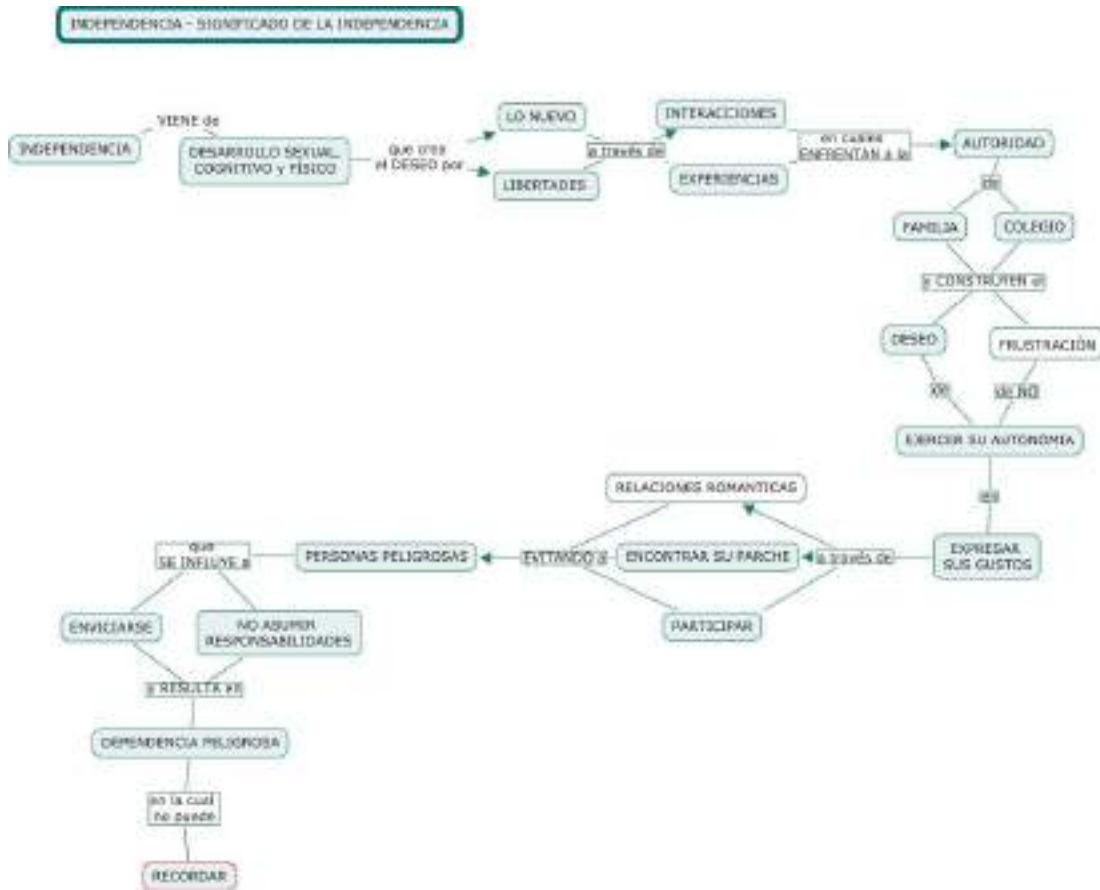 INDEPENDENCIA - SIGNIFICADO DE LA INDEPENDENCIA
INDEPENDENCIA
VIENE de
DESARROLLO SEXUAL,
COGNITIVO y FÍSICO
que crea
el DESEO por
LO NUEVO
LIBERTADES
a través de
INTERACCIONES
EXPERIENCIAS
en cuales
ENFRENTAN a la
AUTORIDAD
de
FAMILIA
COLEGIO
y CONSTRUYEN el
DESEO
FRUSTRACIÓN
de
de NO
EJERCER SU AUTONOMIA
es
EXPRESAR
SUS GUSTOS
a través de
RELACIONES ROMANTICAS
ENCONTRAR SU PARCHE
PARTICIPAR
EVITANDO a
PERSONAS PELIGROSAS
que
SE INFLUYE a
ENVICIARSE
NO ASUMIR
RESPONSABILIDADES
y RESULTA en
DEPENDENCIA PELIGROSA
en la cual
no puede
RECORDAR